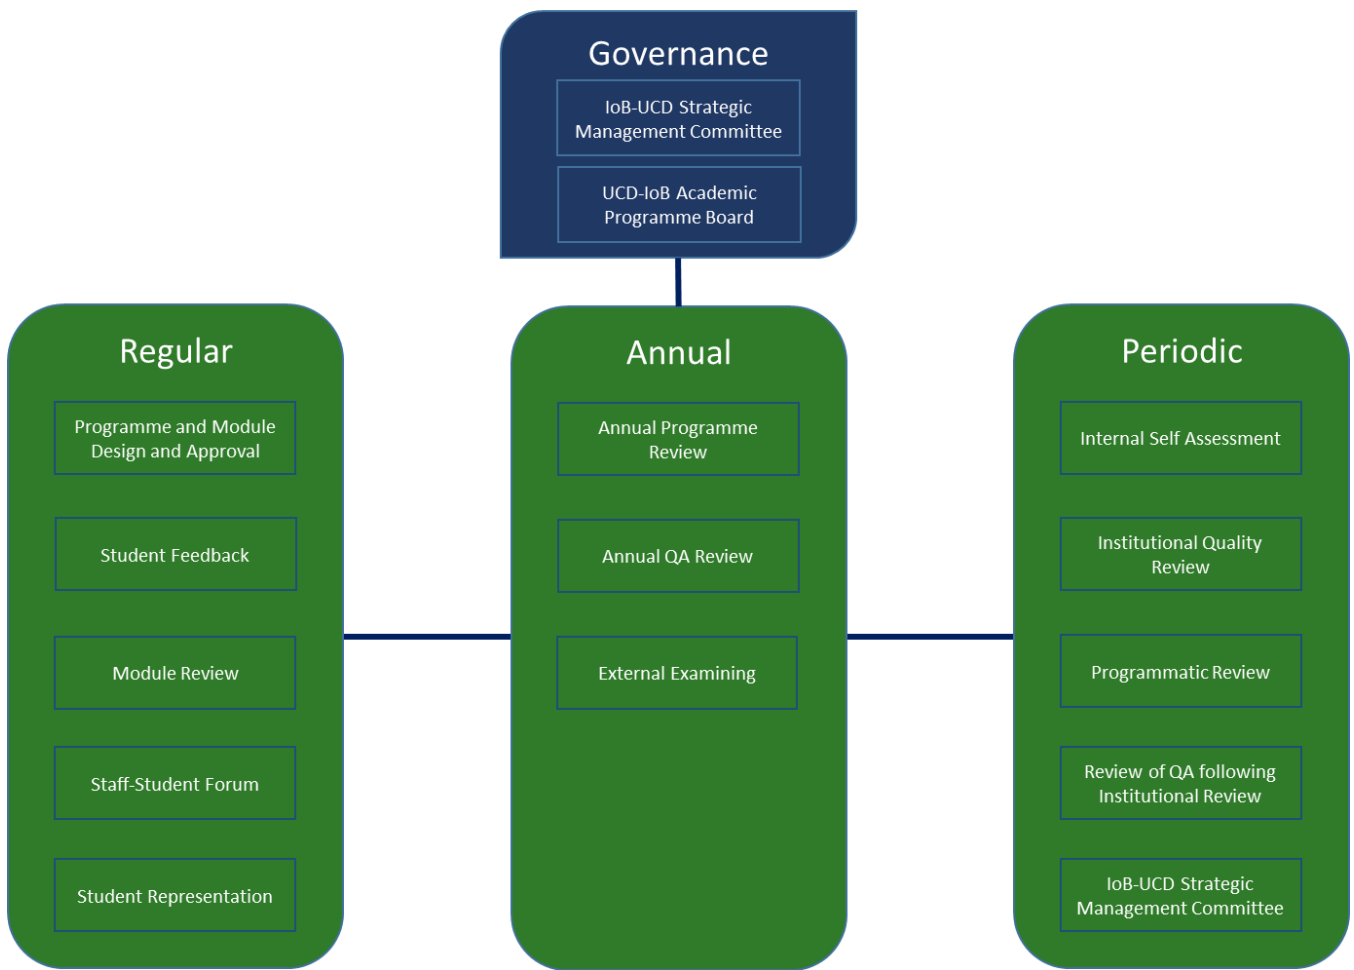 Governance
IoB-UCD Strategic
Management Committee
UCD-IoB Academic
Programme Board
Regular
Programme and Module
Design and Approval
Student Feedback
Module Review
Staff-Student Forum
Student Representation
Annual
Annual Programme
Review
Annual QA Review
External Examining
Periodic
Internal Self Assessment
Institutional Quality
Review
Programmatic Review
Review of QA following
Institutional Review
IoB-UCD Strategic
Management Committee